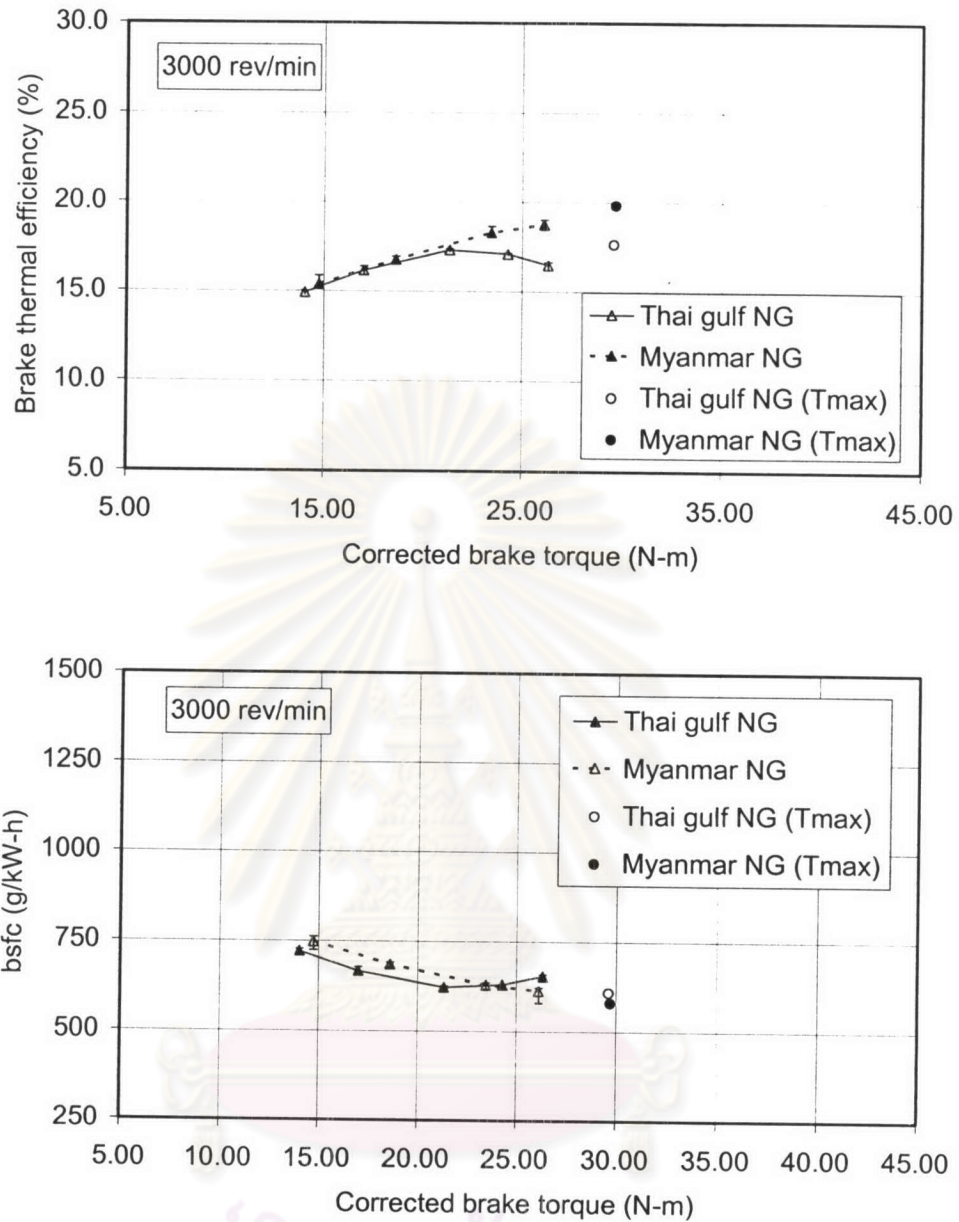 30.0
3000 rev/min
25.0
20.0
15.0
10.0
5.0
Brake thermal efficiency (%)
Thai gulf NG
Myanmar NG
Thai gulf NG (Tmax)
Myanmar NG (Tmax)
5.00 15.00 25.00 35.00 45.00
Corrected brake torque (N-m)
1500
3000 rev/min
1250
1000
750
500
250
bsfc (g/kW-h)
Thai gulf NG
Myanmar NG
Thai gulf NG (Tmax)
Myanmar NG (Tmax)
5.00 10.00 15.00 20.00 25.00 30.00 35.00 40.00 45.00
Corrected brake torque (N-m)